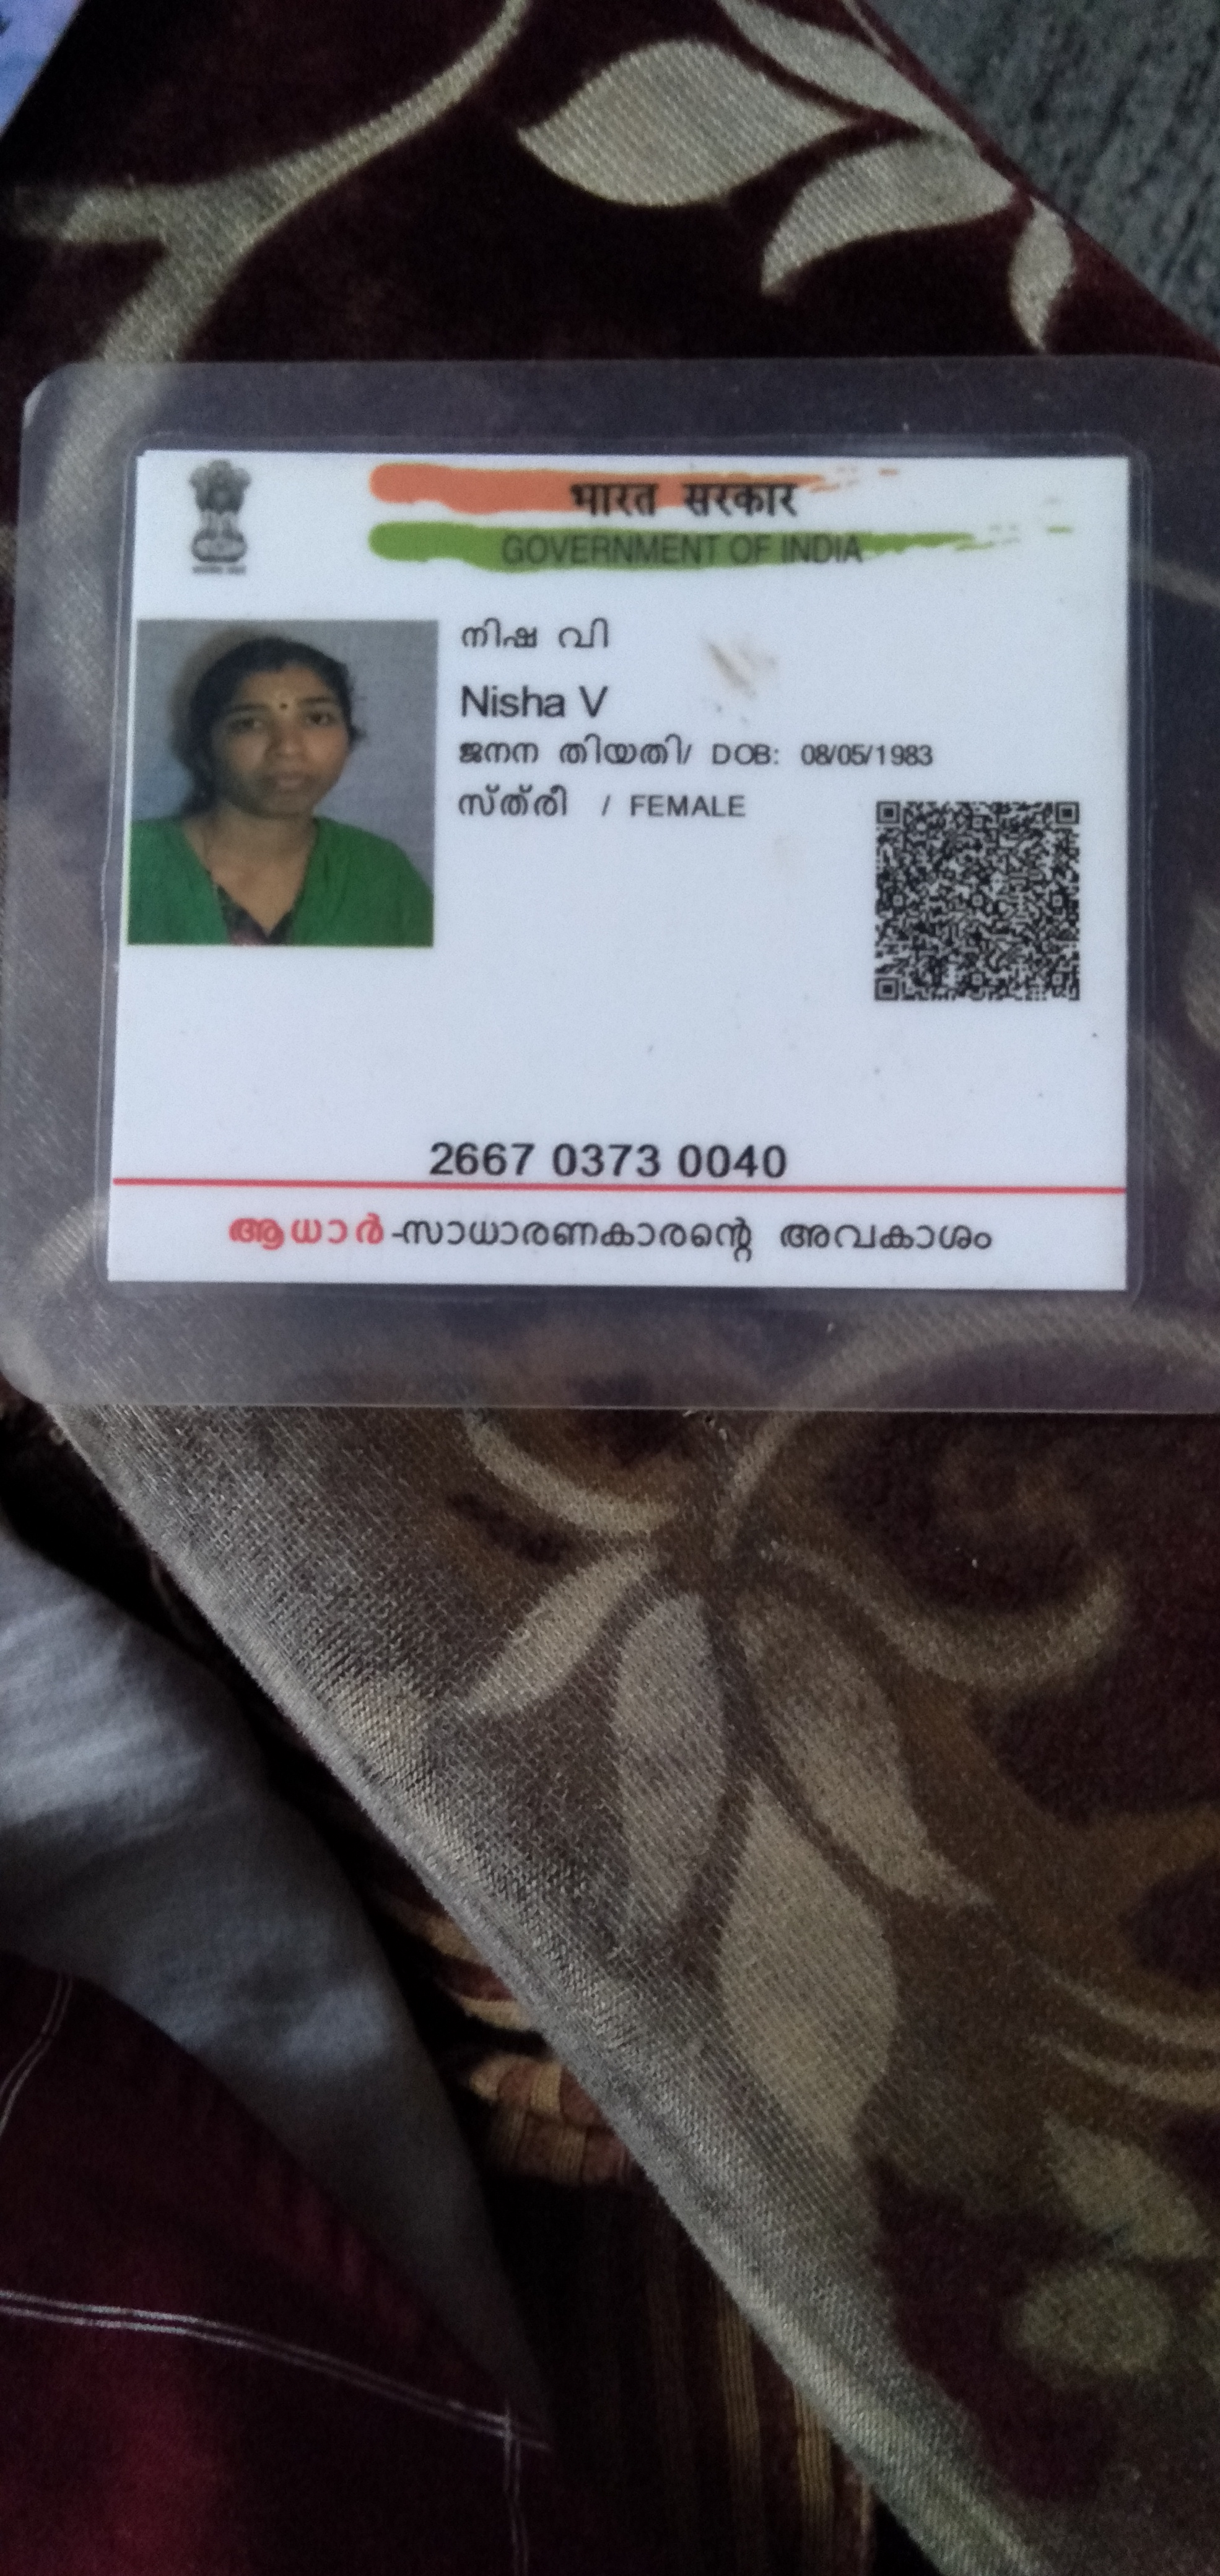 भारत सरकार
GOVERNMENT OF INDIA
നിഷ വി
Nisha V
ജനന തിയതി/ DOB: 08/05/1983
സ്ത്രീ / FEMALE
2667 0373 0040
ആധാർ-സാധാരണകാരന്റെ അവകാശം